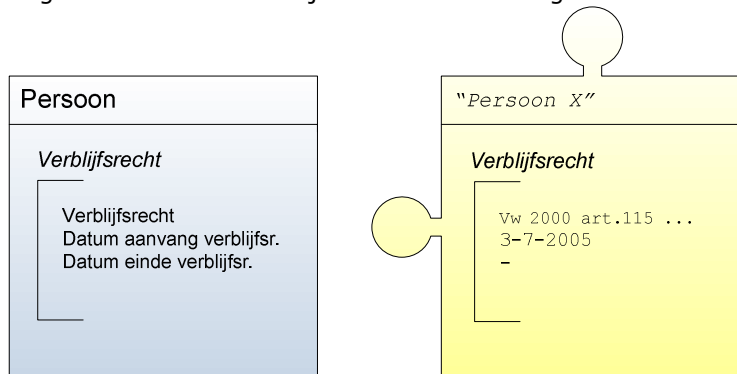 Persoon
Verblijfsrecht
Verblijfsrecht
Datum aanvang verblijfsr.
Datum einde verblijfsr.
"Persoon X"
Verblijfsrecht
Vw 2000 art.115 ...
3-7-2005
-